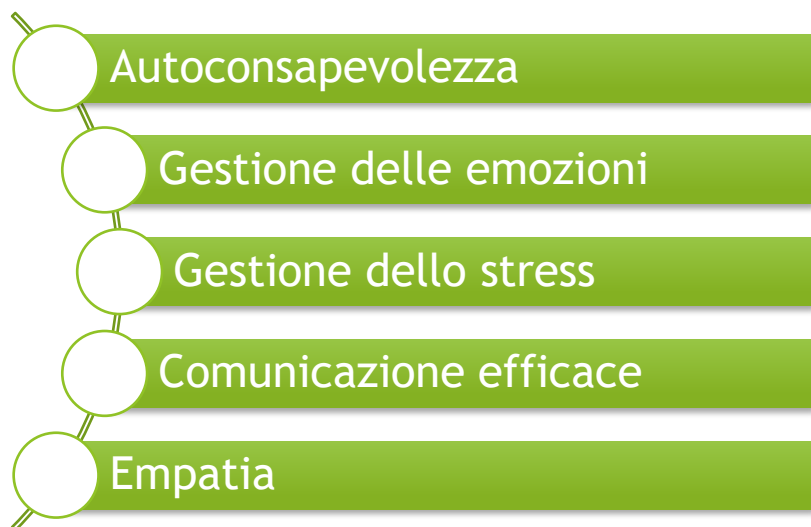 Autoconsapevolezza
Gestione delle emozioni
Gestione dello stress
Comunicazione efficace
Empatia